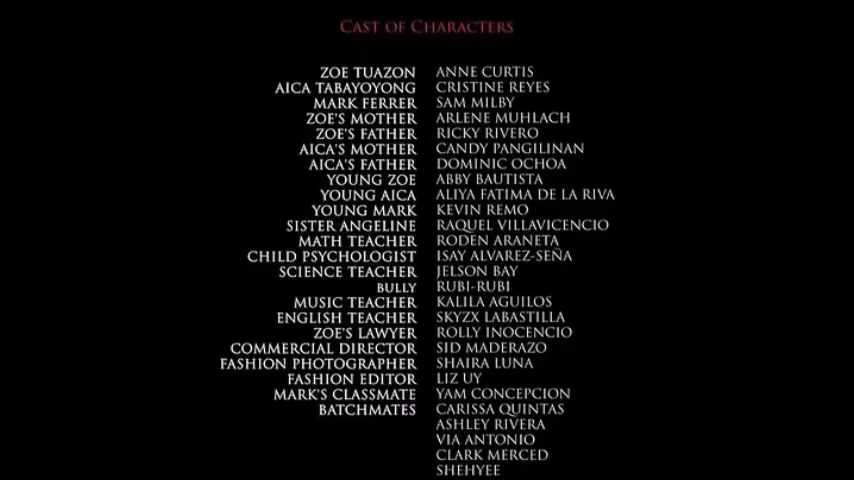 CAST OF CHARACTERS
ZOE TUAZON ANNE CURTIS
AICA TABAYOYONG CRISTINE REYES
MARK FERRER SAM MILBY
ZOE'S MOTHER ARLENE MUHLACH
ZOE'S FATHER RICKY RIVERO
AICA'S MOTHER CANDY PANGILINAN
AICA'S FATHER DOMINIC OCHOA
YOUNG ZOE ABBY BAUTISTA
YOUNG AICA ALIYA FATIMA DE LA RIVA
YOUNG MARK KEVIN REMO
SISTER ANGELINE RAQUEL VILLAVICENCIO
MATH TEACHER RODEN ARANETA
CHILD PSYCHOLOGIST ISAY ALVAREZ-SEÑA
SCIENCE TEACHER JELSON BAY
BULLY RUBI-RUBI
MUSIC TEACHER KALILA AGUILOS
ENGLISH TEACHER SKYZX LABASTILLA
ZOE'S LAWYER ROLLY INOCENCIO
COMMERCIAL DIRECTOR SID MADERAZO
FASHION PHOTOGRAPHER SHAIRA LUNA
FASHION EDITOR LIZ UY
MARK'S CLASSMATE YAM CONCEPCION
BATCHMATES CARISSA QUINTAS
ASHLEY RIVERA
VIA ANTONIO
CLARK MERCED
SHEHYEE